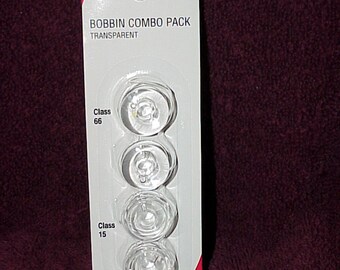 BOBBIN COMBO PACK
TRANSPARENT
Class
66
Class
15